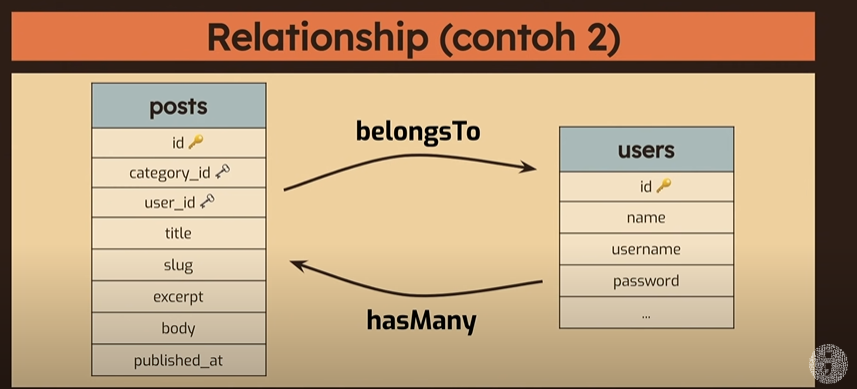 Relationship (contoh 2)
posts
id
category_id
user_id
title
slug
excerpt
body
published_at
belongsTo
hasMany
users
id
name
username
password
...